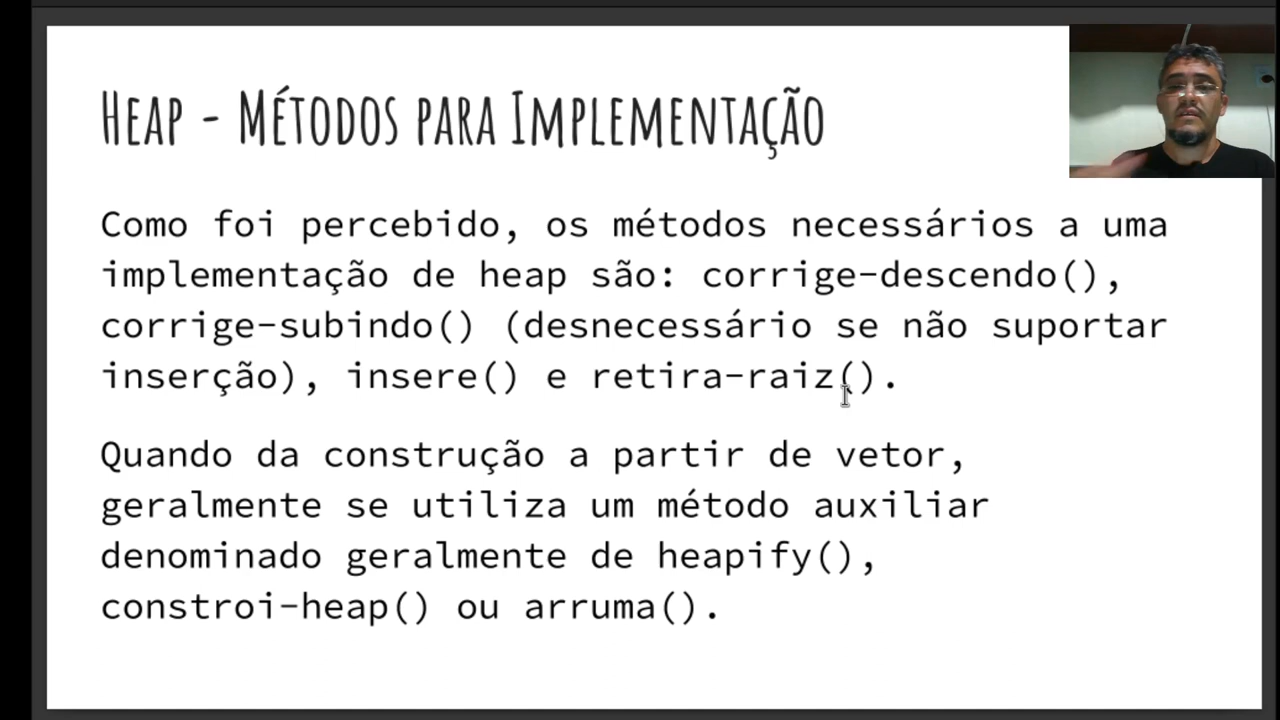 Heap - Métodos para Implementação
Como foi percebido, os métodos necessários a uma
implementação de heap são: corrige-descendo(),
corrige-subindo() (desnecessário se não suportar
inserção), insere() e retira-raiz().
Quando da construção a partir de vetor,
geralmente se utiliza um método auxiliar
denominado geralmente de heapify(),
constroi-heap() ou arruma().